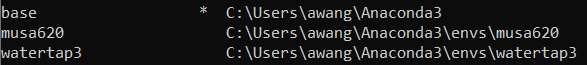 base                  *  C:\Users\awang\Anaconda3
musa620                  C:\Users\awang\Anaconda3\envs\musa620
watertap3                C:\Users\awang\Anaconda3\envs\watertap3